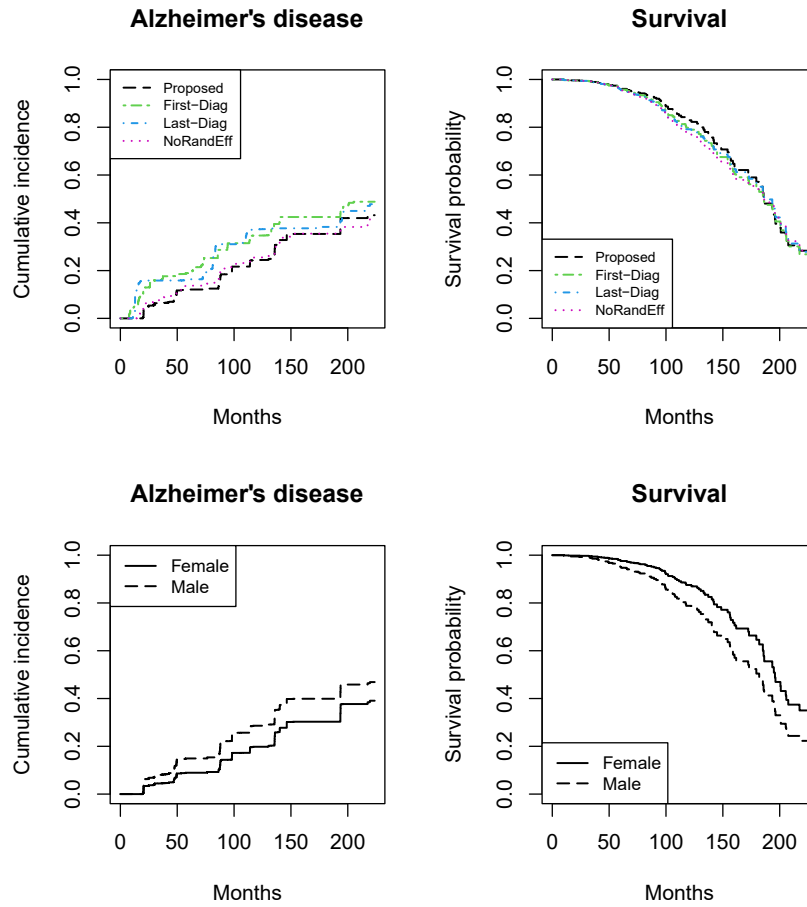 Alzheimer's disease
Cumulative incidence
1.0
0.8
0.6
0.4
0.2
0.0
Proposed
First−Diag
Last−Diag
NoRandEff
0 50 100 150 200
Months
Survival
Survival probability
1.0
0.8
0.6
0.4
0.2
0.0
Proposed
First−Diag
Last−Diag
NoRandEff
0 50 100 150 200
Months
Alzheimer's disease
Cumulative incidence
1.0
0.8
0.6
0.4
0.2
0.0
Female
Male
0 50 100 150 200
Months
Survival
Survival probability
1.0
0.8
0.6
0.4
0.2
0.0
Female
Male
0 50 100 150 200
Months